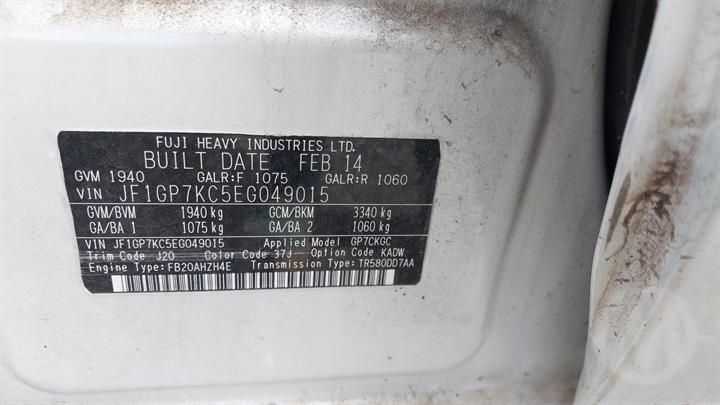 FUJI HEAVY INDUSTRIES LTD.
BUILT DATE FEB 14
GVM 1940 GALR:F 1075 GALR:R 1060
VIN JF1GP7KC5EG049015
GVM/BVM 1940 kg GCM/BKM 3340 kg
GA/BA 1 1075 kg GA/BA 2 1060 kg
VIN JF1GP7KC5EG049015 Applied Model GP7CKGC
Trim Code J20 Color Code 37J Option Code KADW
Engine Type:FB20AHZH4E Transmission Type:TR580DD7AA